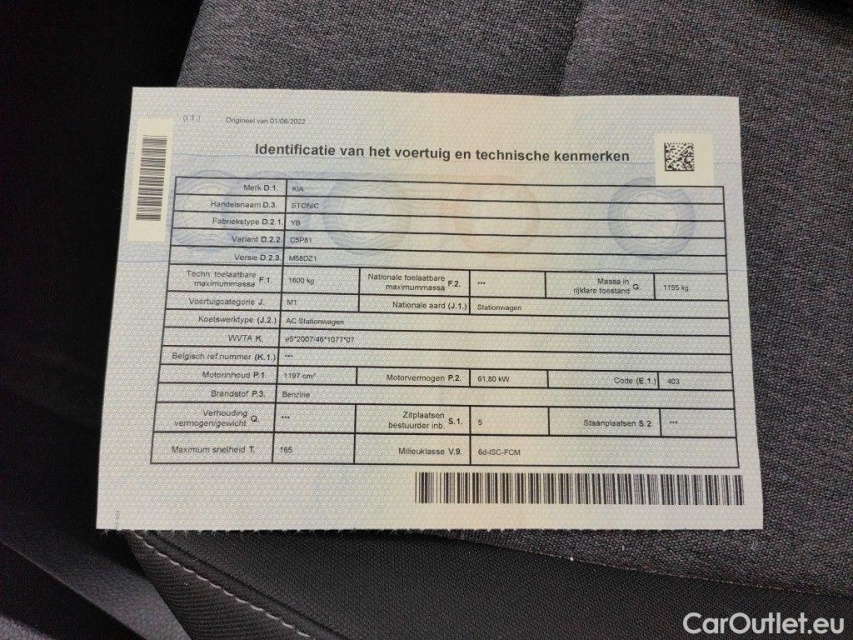 (I.1.) Origineel van 01/06/2022
Identificatie van het voertuig en technische kenmerken
Merk D.1. KIA
Handelsnaam D.3. STONIC
Fabriekstype D.2.1. YB
Variant D.2.2. C5P81
Versie D.2.3. M58DZ1
Techn. toelaatbare maximummassa F.1. 1600 kg Nationale toelaatbare maximummassa F.2. *** Massa in rijklare toestand G. 1195 kg
Voertuigcategorie J. M1 Nationale aard (J.1.) Stationwagen
Koetswerktype (J.2.) AC Stationwagen
WVTA K. e5*2007/46*1077*07
Belgisch ref.nummer (K.1.) ***
Motorinhoud P.1. 1197 cm³ Motorvermogen P.2. 61,80 kW Code (E.1.) 403
Brandstof P.3. Benzine
Verhouding vermogen/gewicht Q. *** Zitplaatsen bestuurder inb. S.1. 5 Staanplaatsen S.2. ***
Maximum snelheid T. 165 Milieuklasse V.9. 6d-ISC-FCM
CarOutlet.eu